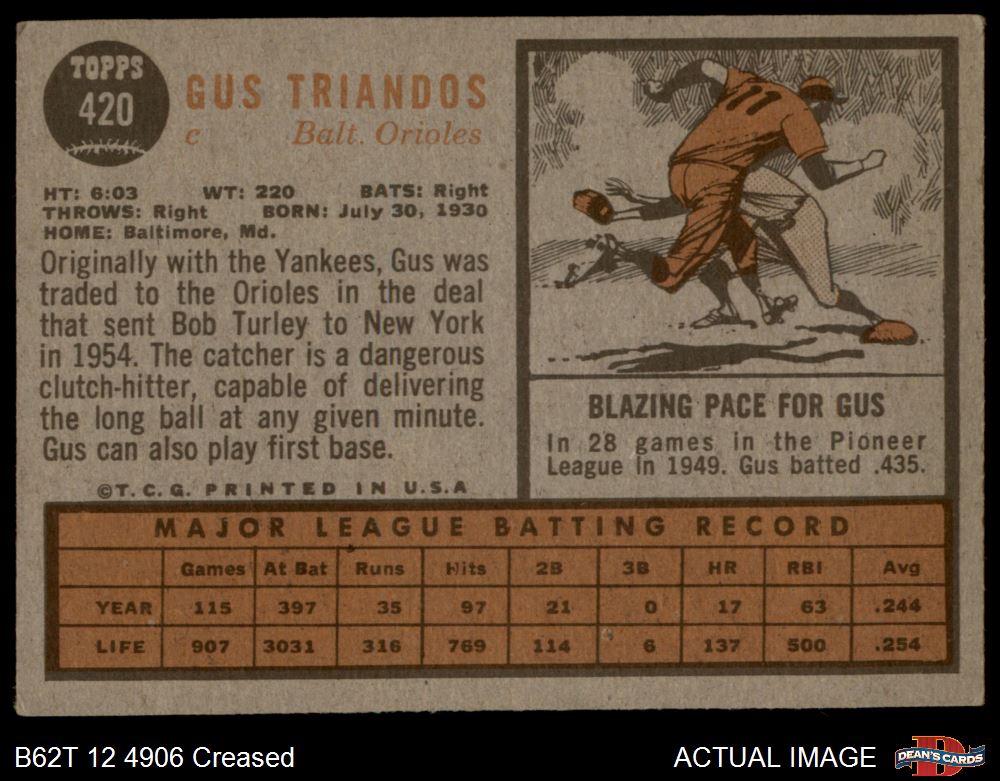 TOPPS
420
GUS TRIANDOS
c Balt. Orioles
HT: 6:03 WT: 220 BATS: Right
THROWS: Right BORN: July 30, 1930
HOME: Baltimore, Md.
Originally with the Yankees, Gus was
traded to the Orioles in the deal
that sent Bob Turley to New York
in 1954. The catcher is a dangerous
clutch-hitter, capable of delivering
the long ball at any given minute.
Gus can also play first base.
©T. C. G. PRINTED IN U.S.A
11
BLAZING PACE FOR GUS
In 28 games in the Pioneer
League in 1949. Gus batted .435.
MAJOR LEAGUE BATTING RECORD
Games At Bat Runs Hits 2B 3B HR RBI Avg
YEAR 115 397 35 97 21 0 17 63 .244
LIFE 907 3031 316 769 114 6 137 500 .254
B62T 12 4906 Creased
ACTUAL IMAGE
D
DEAN'S CARDS